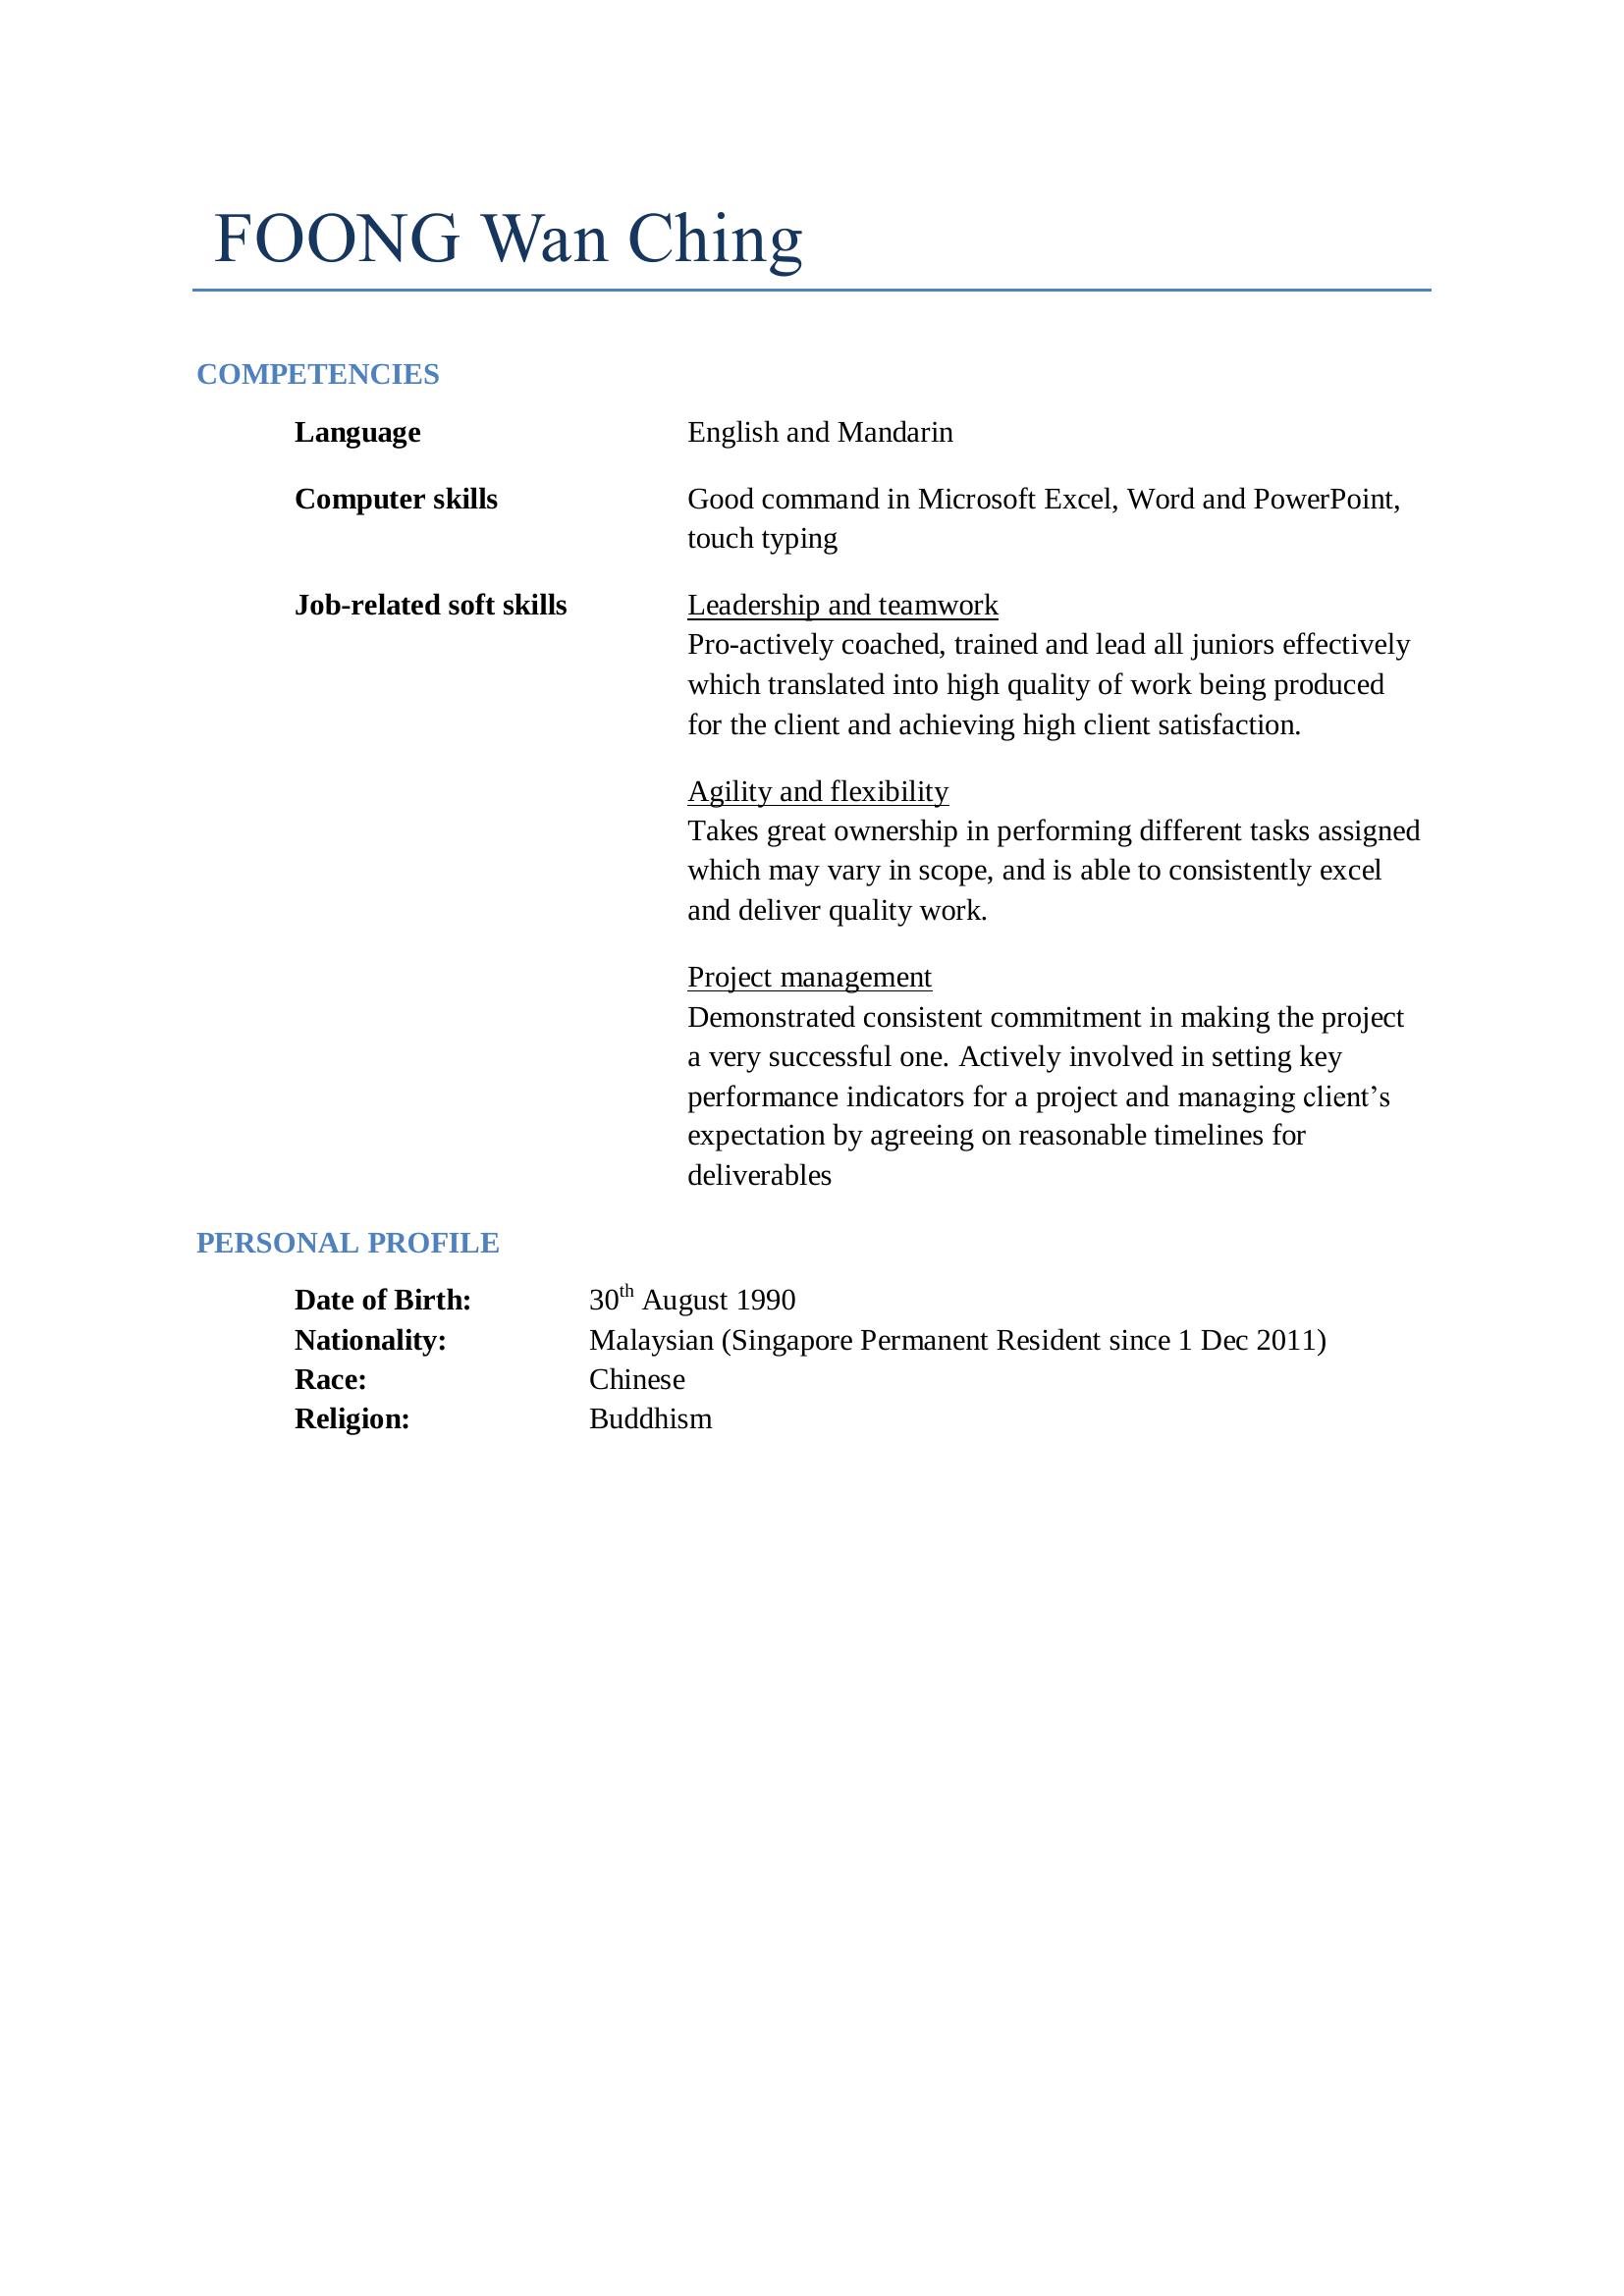 FOONG Wan Ching
COMPETENCIES
Language English and Mandarin
Computer skills Good command in Microsoft Excel, Word and PowerPoint,
touch typing
Job-related soft skills Leadership and teamwork
Pro-actively coached, trained and lead all juniors effectively
which translated into high quality of work being produced
for the client and achieving high client satisfaction.
Agility and flexibility
Takes great ownership in performing different tasks assigned
which may vary in scope, and is able to consistently excel
and deliver quality work.
Project management
Demonstrated consistent commitment in making the project
a very successful one. Actively involved in setting key
performance indicators for a project and managing client’s
expectation by agreeing on reasonable timelines for
deliverables
PERSONAL PROFILE
Date of Birth: 30th August 1990
Nationality: Malaysian (Singapore Permanent Resident since 1 Dec 2011)
Race: Chinese
Religion: Buddhism